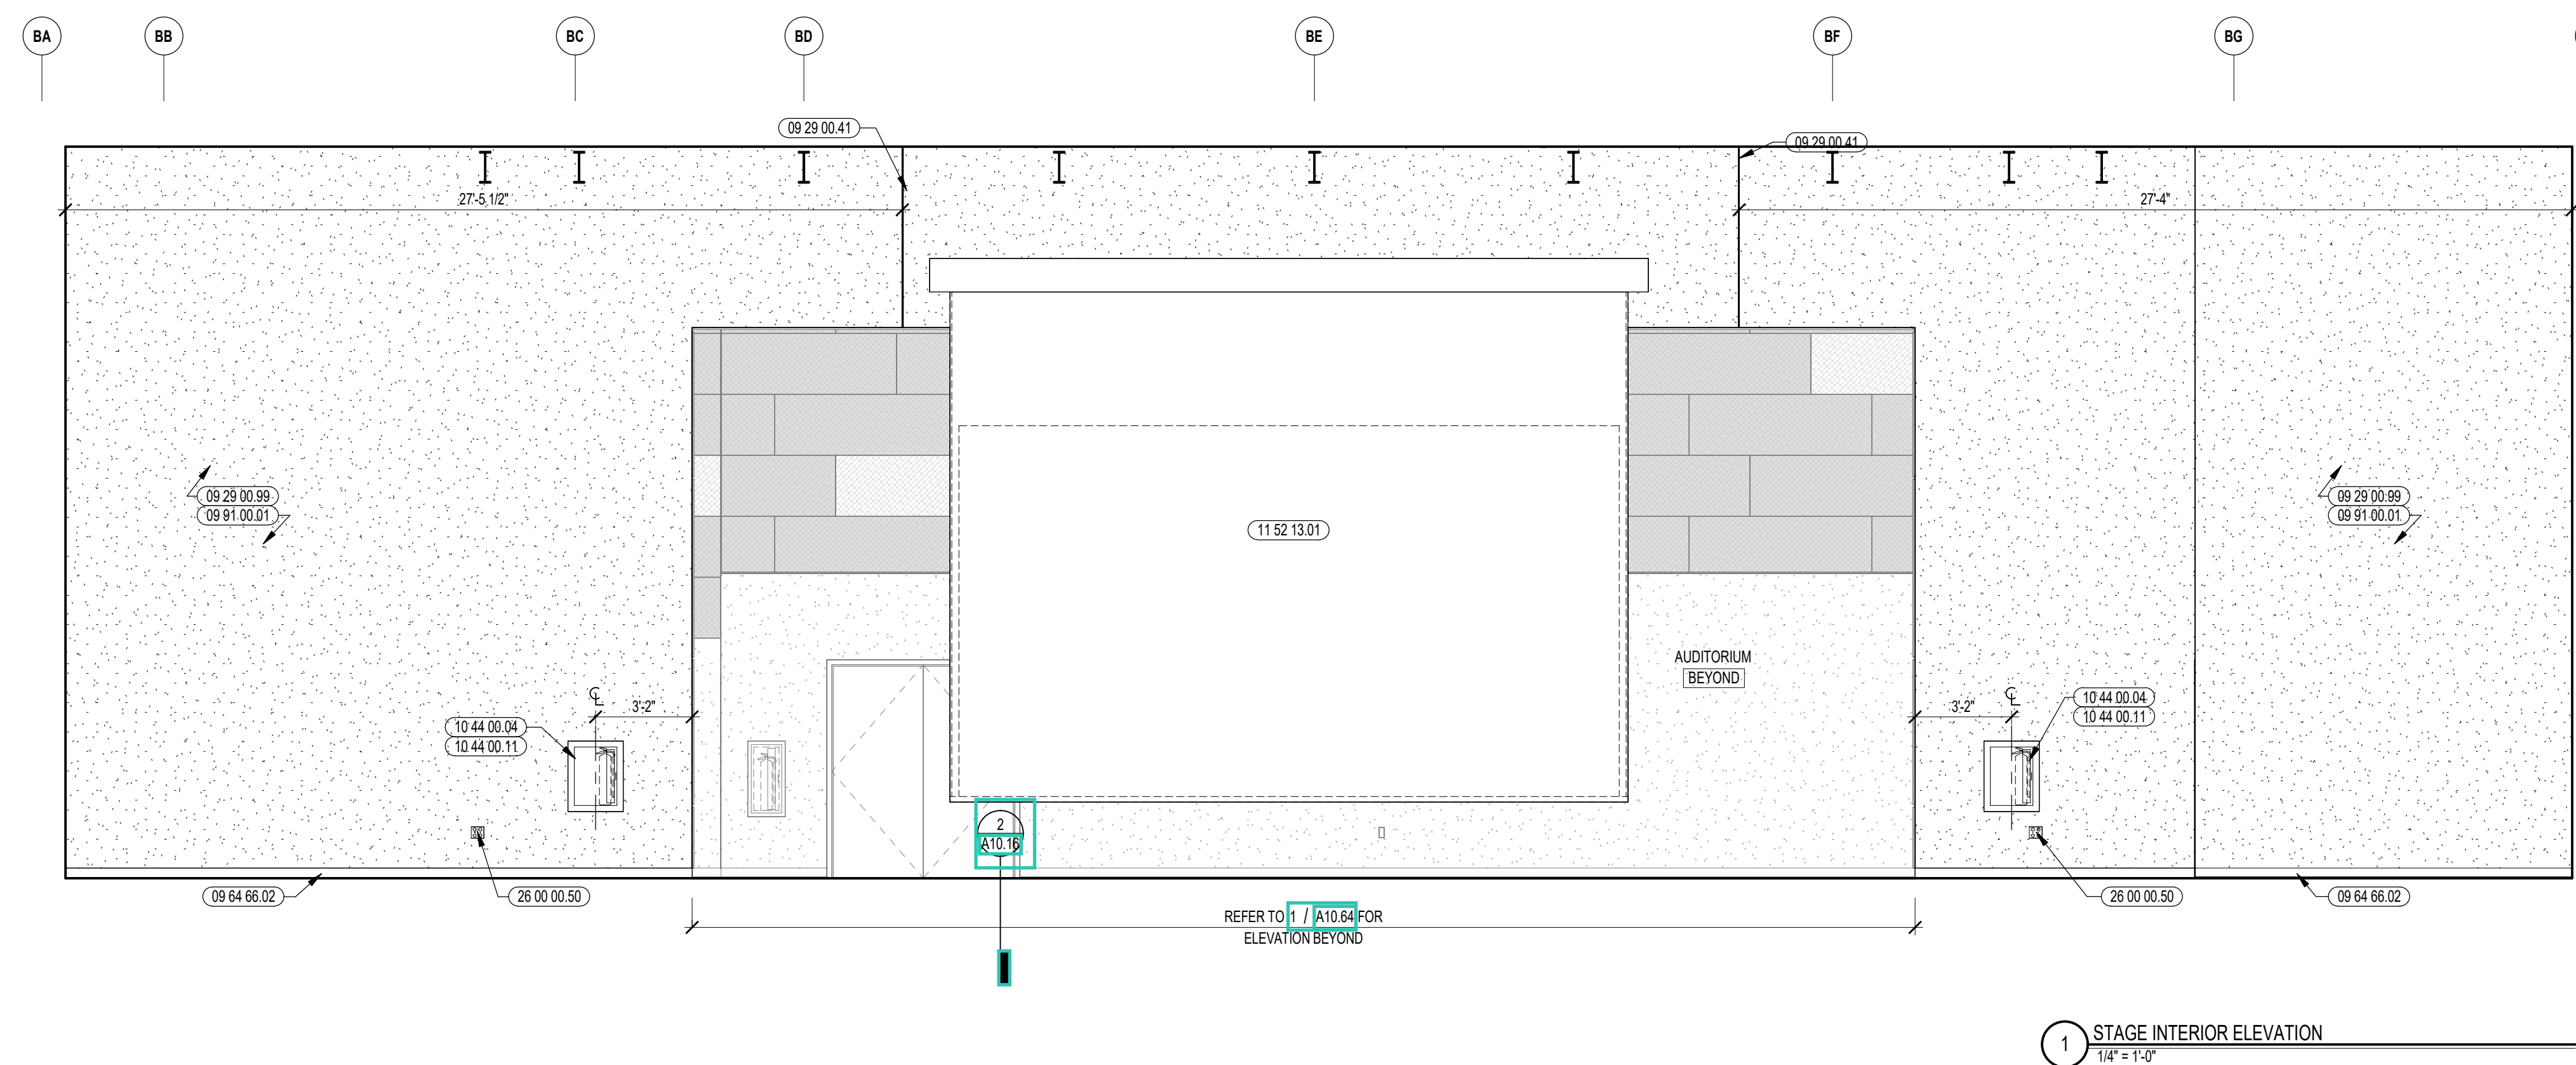 BA
BB
BC
BD
BE
BF
BG
09 29 00.41
09 29 00.41
27'-5 1/2"
27'-4"
09 29 00.99
09 91 00.01
11 52 13.01
09 29 00.99
09 91 00.01
AUDITORIUM
BEYOND
CL
3'-2"
10 44 00.04
10 44 00.11
3'-2"
CL
10 44 00.04
10 44 00.11
2
A10.16
09 64 66.02
26 00 00.50
26 00 00.50
09 64 66.02
REFER TO 1 / A10.64 FOR
ELEVATION BEYOND
1
STAGE INTERIOR ELEVATION
1/4" = 1'-0"